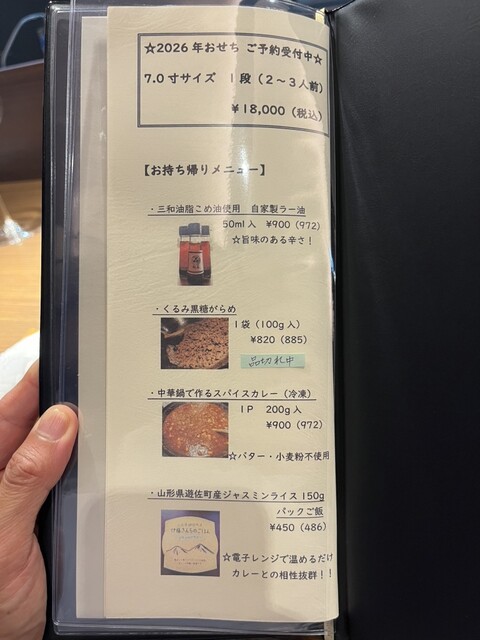 ☆2026年おせち ご予約受付中☆
7.0寸サイズ 1段（2～3人前）
¥18,000（税込）
【お持ち帰りメニュー】
・三和油脂こめ油使用 自家製ラー油
50ml入 ¥900（972）
☆旨味のある辛さ！
・くるみ黒糖がらめ
1袋（100g入）
¥820（885）
品切れ中
・中華鍋で作るスパイスカレー（冷凍）
1P 200g入
¥900（972）
☆バター・小麦粉不使用
・山形県遊佐町産ジャスミンライス150g
パックご飯
¥450（486）
☆電子レンジで温めるだけ
カレーとの相性抜群！！